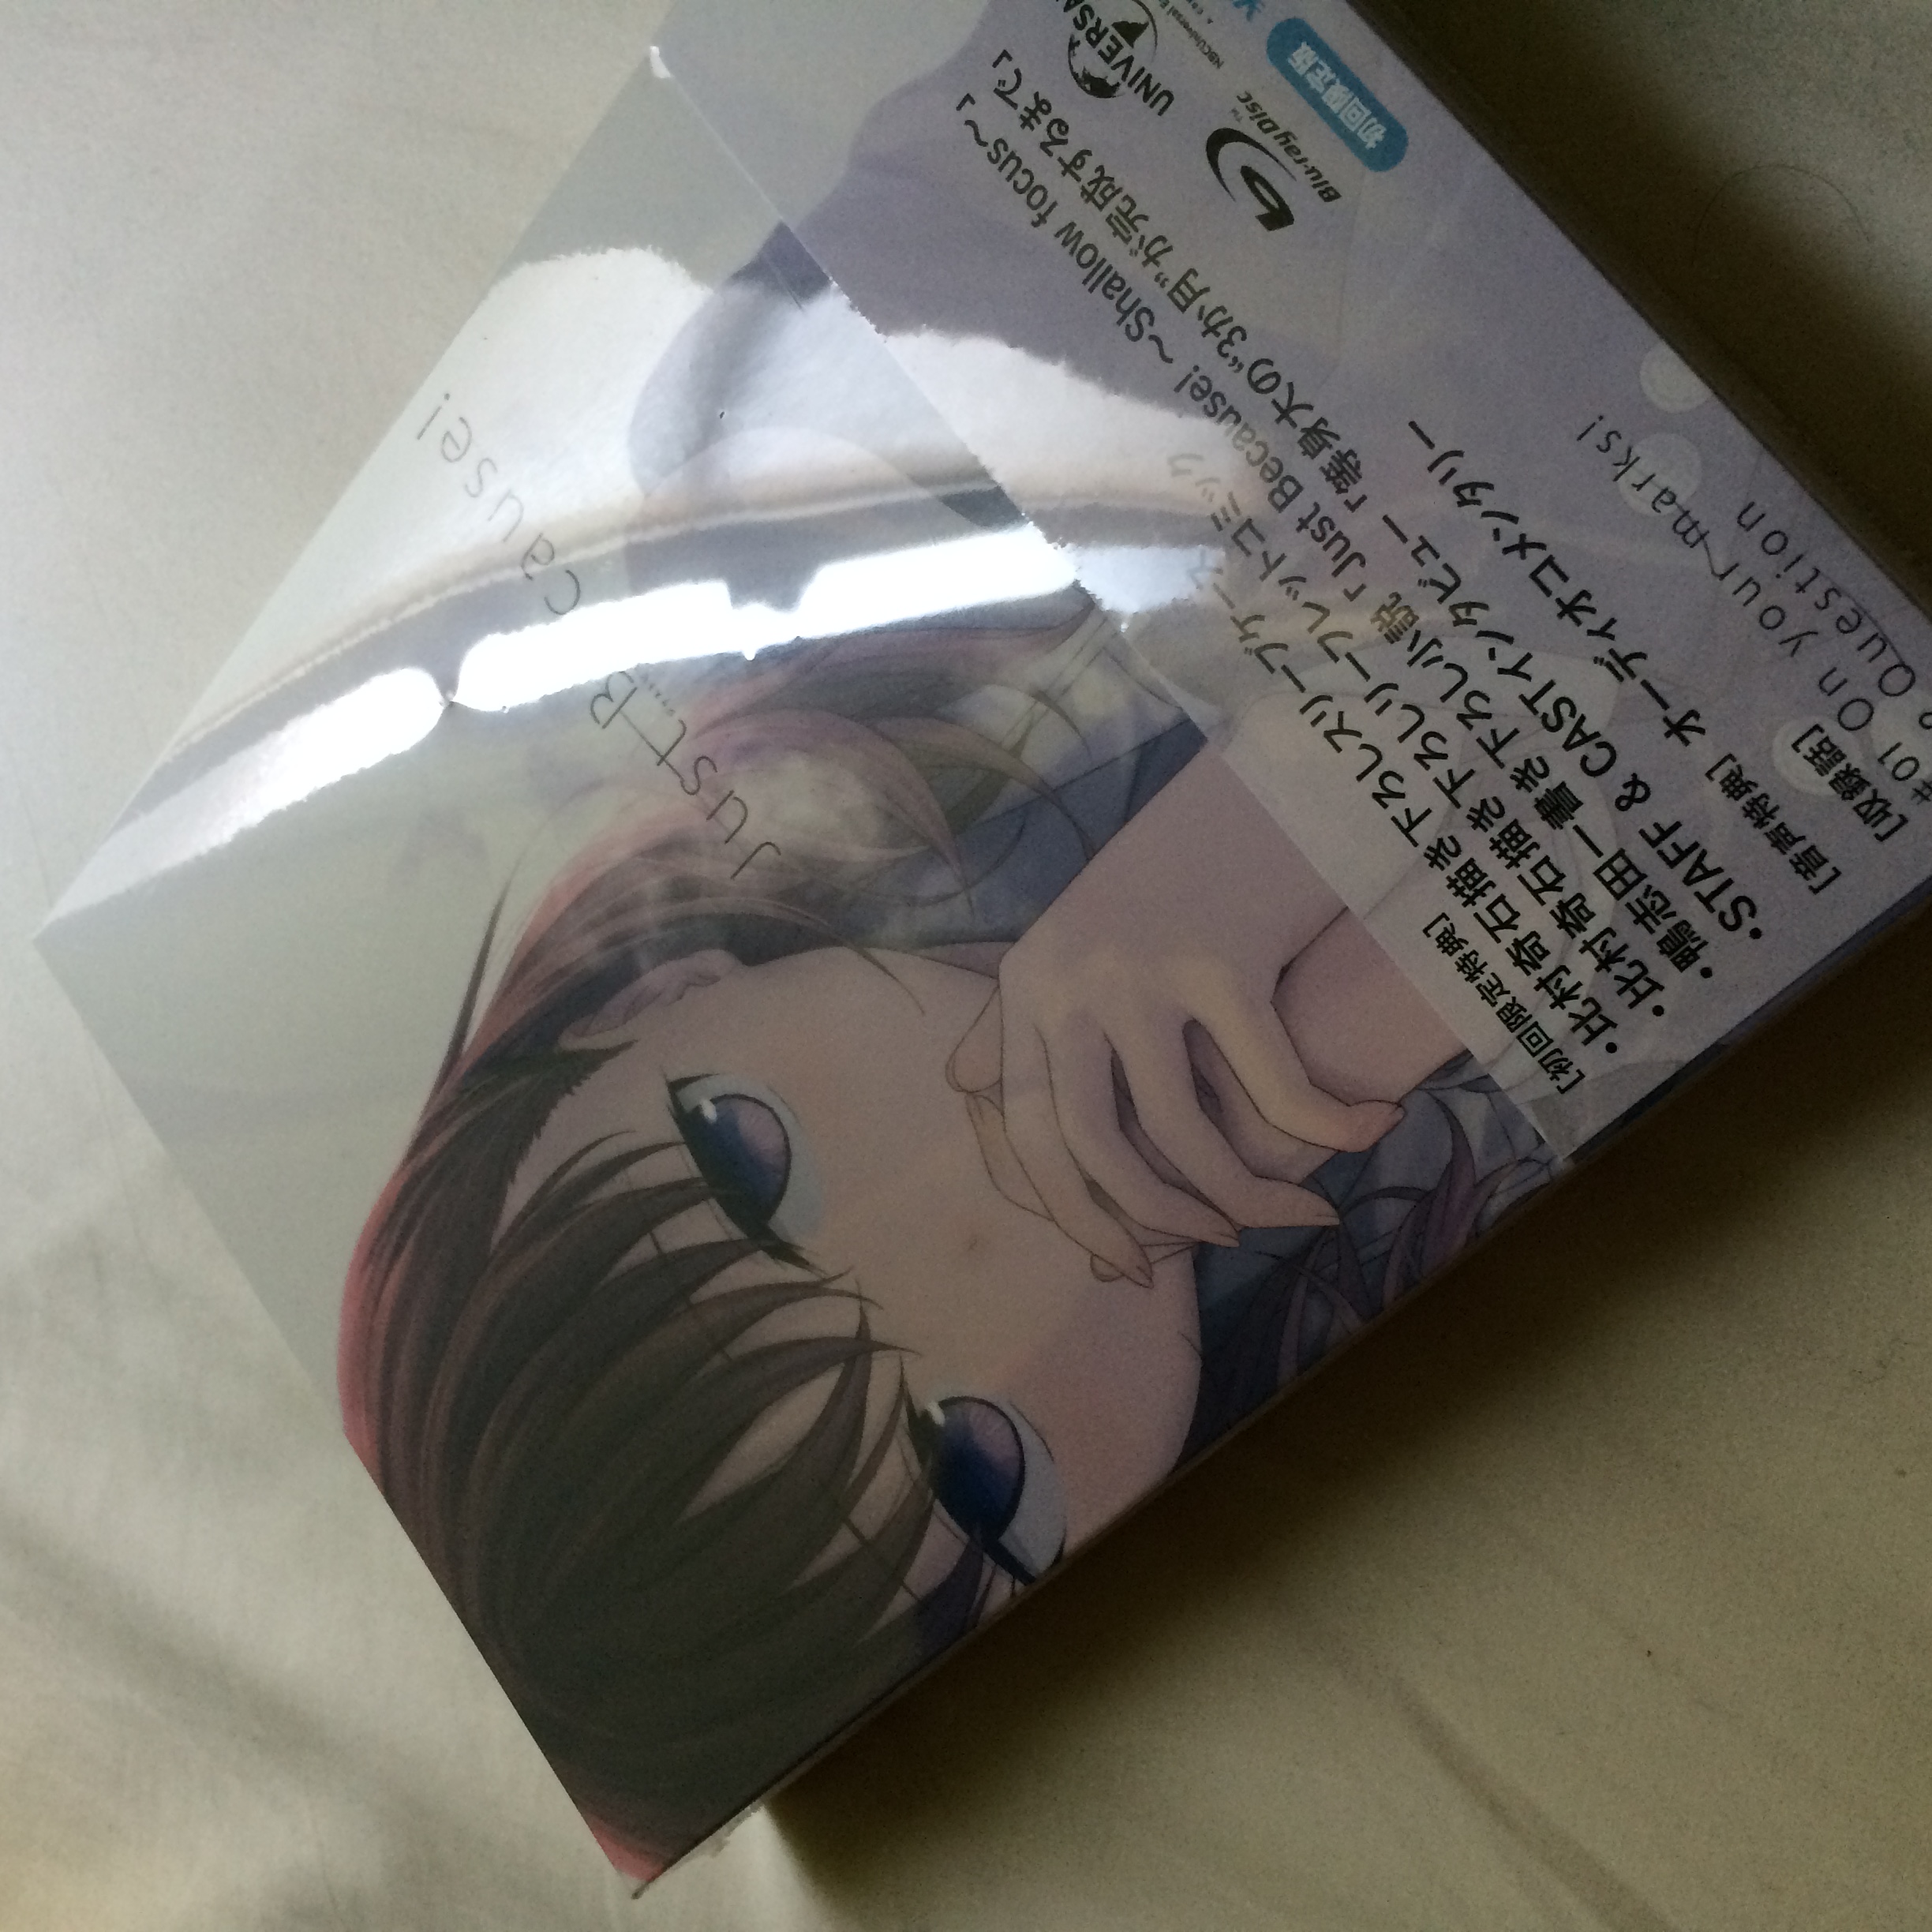 Just Because!
[初回限定特典]
・比村奇石描き下ろしスリーブケース
・比村奇石描き下ろしリーフレットコミック
・鴨志田一書き下ろし小説「Just Because! ～Shallow focus～」
・STAFF & CASTインタビュー「等身大の“3か月”が完成するまで」
[音声特典] オーディオコメンタリー
[収録話]
#01 On your marks!
Question
UNIVERSAL
Blu-ray Disc™
初回限定版